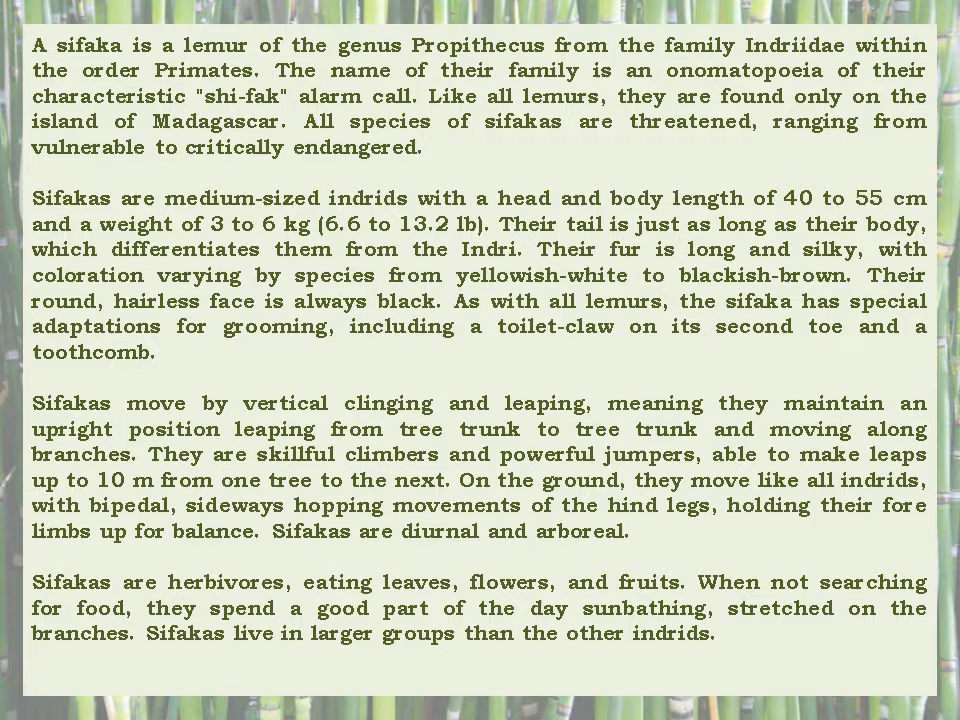 A sifaka is a lemur of the genus Propithecus from the family Indriidae within
the order Primates. The name of their family is an onomatopoeia of their
characteristic "shi-fak" alarm call. Like all lemurs, they are found only on the
island of Madagascar. All species of sifakas are threatened, ranging from
vulnerable to critically endangered.
Sifakas are medium-sized indrids with a head and body length of 40 to 55 cm
and a weight of 3 to 6 kg (6.6 to 13.2 lb). Their tail is just as long as their body,
which differentiates them from the Indri. Their fur is long and silky, with
coloration varying by species from yellowish-white to blackish-brown. Their
round, hairless face is always black. As with all lemurs, the sifaka has special
adaptations for grooming, including a toilet-claw on its second toe and a
toothcomb.
Sifakas move by vertical clinging and leaping, meaning they maintain an
upright position leaping from tree trunk to tree trunk and moving along
branches. They are skillful climbers and powerful jumpers, able to make leaps
up to 10 m from one tree to the next. On the ground, they move like all indrids,
with bipedal, sideways hopping movements of the hind legs, holding their fore
limbs up for balance. Sifakas are diurnal and arboreal.
Sifakas are herbivores, eating leaves, flowers, and fruits. When not searching
for food, they spend a good part of the day sunbathing, stretched on the
branches. Sifakas live in larger groups than the other indrids.